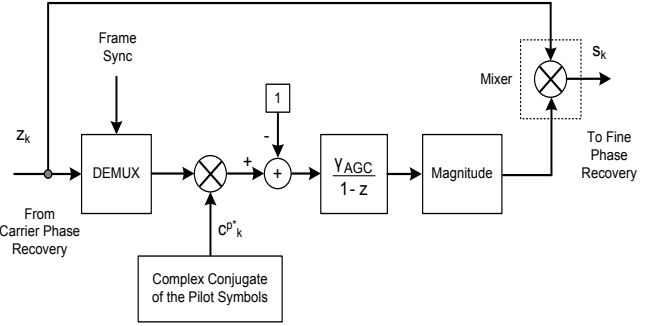 Frame
Sync
1
Mixer
s_k
z_k
-
+
+
DEMUX
γ_AGC
1- z
Magnitude
To Fine
Phase
Recovery
From
Carrier Phase
Recovery
c^p*_k
Complex Conjugate
of the Pilot Symbols